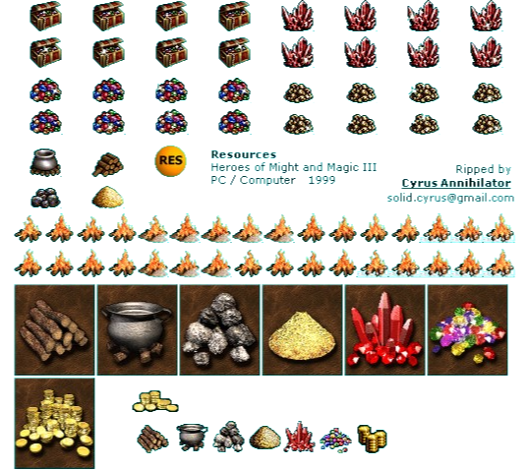 RES
Resources
Heroes of Might and Magic III
PC / Computer 1999
Ripped by
Cyrus Annihilator
solid.cyrus@gmail.com